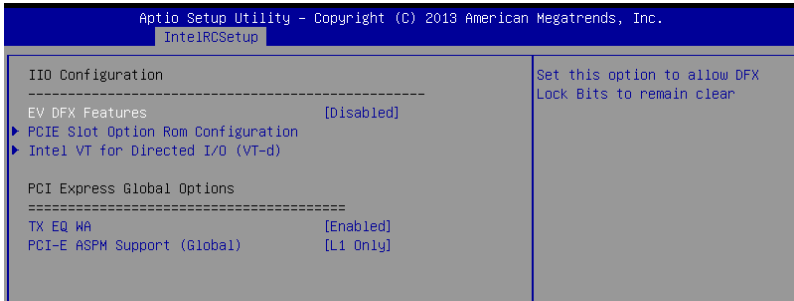 Aptio Setup Utility – Copyright (C) 2013 American Megatrends, Inc.
IntelRCSetup
IIO Configuration
--------------------------------------------------
EV DFX Features [Disabled]
PCIE Slot Option Rom Configuration
Intel VT for Directed I/O (VT-d)
PCI Express Global Options
========================================
TX EQ WA [Enabled]
PCI-E ASPM Support (Global) [L1 Only]
Set this option to allow DFX
Lock Bits to remain clear